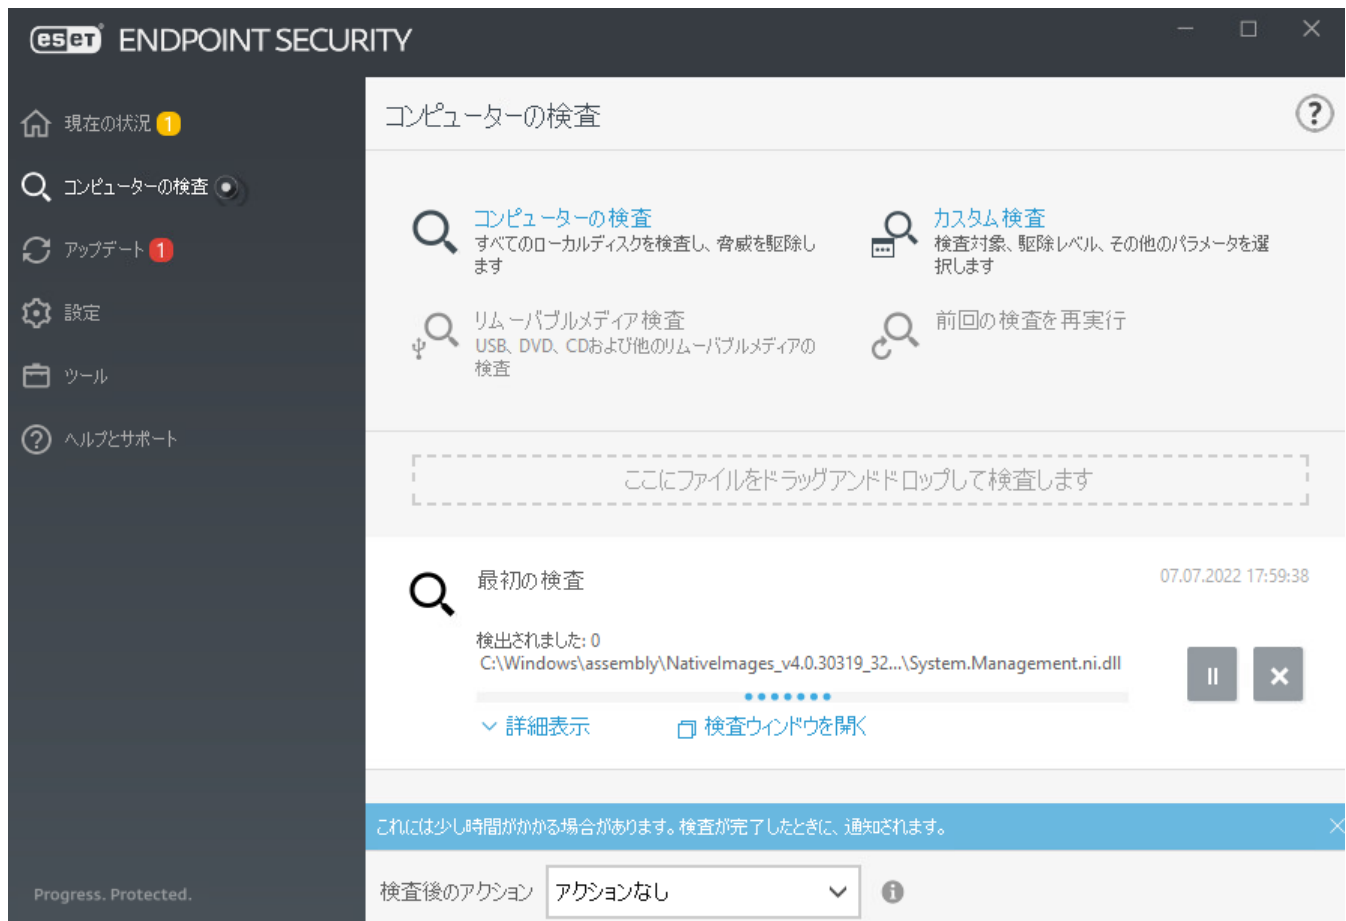 eset ENDPOINT SECURITY
現在の状況 1
コンピューターの検査
アップデート 1
設定
ツール
ヘルプとサポート
Progress. Protected.
コンピューターの検査
?
コンピューターの検査
すべてのローカルディスクを検査し、脅威を駆除し
ます
カスタム検査
検査対象、駆除レベル、その他のパラメータを選
択します
リムーバブルメディア検査
USB、DVD、CDおよび他のリムーバブルメディアの
検査
前回の検査を再実行
ここにファイルをドラッグアンドドロップして検査します
最初の検査
07.07.2022 17:59:38
検出されました: 0
C:\Windows\assembly\NativeImages_v4.0.30319_32...\System.Management.ni.dll
詳細表示
検査ウィンドウを開く
これには少し時間がかかる場合があります。検査が完了したときに、通知されます。
検査後のアクション
アクションなし